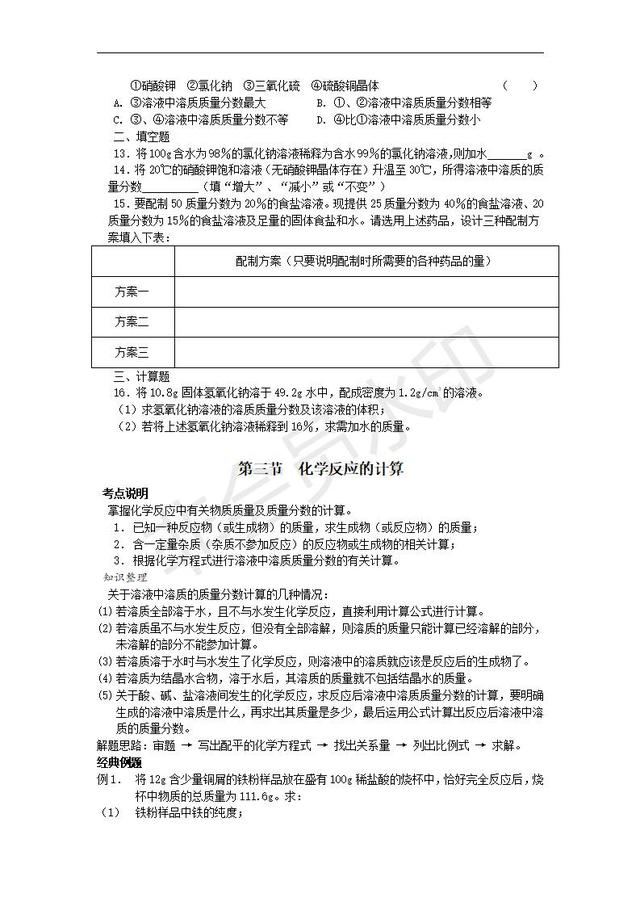 ①硝酸钾 ②氯化钠 ③三氧化硫 ④硫酸铜晶体 （ ）
A．③溶液中溶质质量分数最大 B．①、②溶液中溶质质量分数相等
C．③、④溶液中溶质质量分数不等 D．④比①溶液中溶质质量分数小
二、填空题
13．将100g含水为98％的氯化钠溶液稀释为含水99％的氯化钠溶液，则加水_______g 。
14．将20℃的硝酸钾饱和溶液（无硝酸钾晶体存在）升温至30℃，所得溶液中溶质的质
量分数__________（填“增大”、“减小”或“不变”）
15．要配制50质量分数为20％的食盐溶液。现提供25质量分数为40％的食盐溶液、20
质量分数为15％的食盐溶液及足量的固体食盐和水。请选用上述药品，设计三种配制方
案填入下表：
配制方案（只要说明配制时所需要的各种药品的量）
方案一
方案二
方案三
三、计算题
16．将10.8g固体氢氧化钠溶于49.2g水中，配成密度为1.2g/cm³的溶液。
（1）求氢氧化钠溶液的溶质质量分数及该溶液的体积；
（2）若将上述氢氧化钠溶液稀释到16％，求需加水的质量。
第三节 化学反应的计算
考点说明
掌握化学反应中有关物质质量及质量分数的计算。
1．已知一种反应物（或生成物）的质量，求生成物（或反应物）的质量；
2．含一定量杂质（杂质不参加反应）的反应物或生成物的相关计算；
3．根据化学方程式进行溶液中溶质质质量分数的有关计算。
知识整理
关于溶液中溶质的质量分数计算的几种情况：
(1) 若溶质全部溶于水，且不与水发生化学反应，直接利用计算公式进行计算。
(2) 若溶质虽不与水发生反应，但没有全部溶解，则溶质的质量只能计算已经溶解的部分，
未溶解的部分不能参加计算。
(3) 若溶质溶于水时与水发生了化学反应，则溶液中的溶质就应该是反应后的生成物了。
(4) 若溶质为结晶水合物，溶于水后，其溶质的质量就不包括结晶水的质量。
(5) 关于酸、碱、盐溶液间发生的化学反应，求反应后溶液中溶质质量分数的计算，要明确
生成的溶液中溶质是什么，再求出其质量是多少，最后运用公式计算出反应后溶液中溶
质的质量分数。
解题思路：审题 → 写出配平的化学方程式 → 找出关系量 → 列出比例式 → 求解。
经典例题
例1． 将12g含少量铜屑的铁粉样品放在盛有100g稀盐酸的烧杯中，恰好完全反应后，烧
杯中物质的总质量为111.6g。求：
（1） 铁粉样品中铁的纯度；
非会员水印